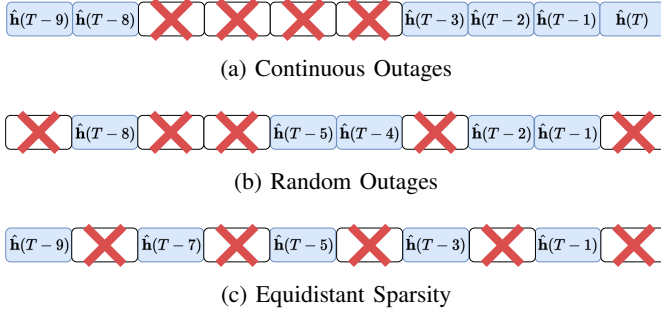 ĥ(T − 9) ĥ(T − 8) ĥ(T − 3) ĥ(T − 2) ĥ(T − 1) ĥ(T)
(a) Continuous Outages
ĥ(T − 8) ĥ(T − 5) ĥ(T − 4) ĥ(T − 2) ĥ(T − 1)
(b) Random Outages
ĥ(T − 9) ĥ(T − 7) ĥ(T − 5) ĥ(T − 3) ĥ(T − 1)
(c) Equidistant Sparsity